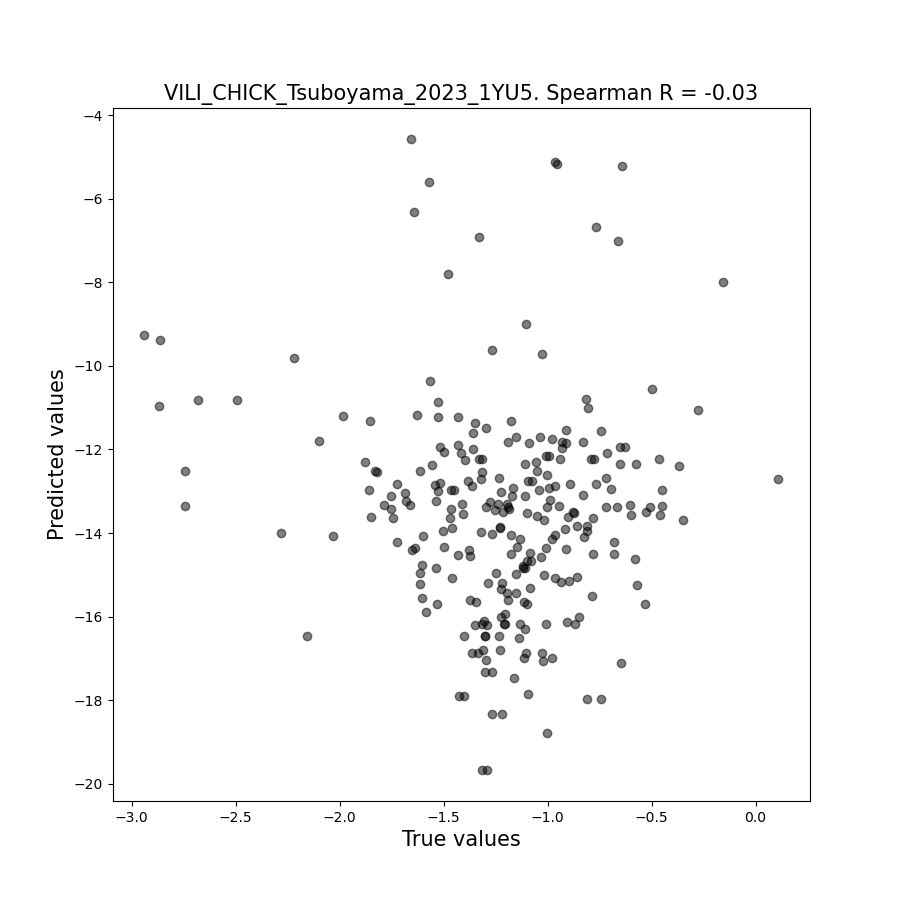 VILI_CHICK_Tsuboyama_2023_1YU5. Spearman R = -0.03
Predicted values
−4
−6
−8
−10
−12
−14
−16
−18
−20
−3.0 −2.5 −2.0 −1.5 −1.0 −0.5 0.0
True values